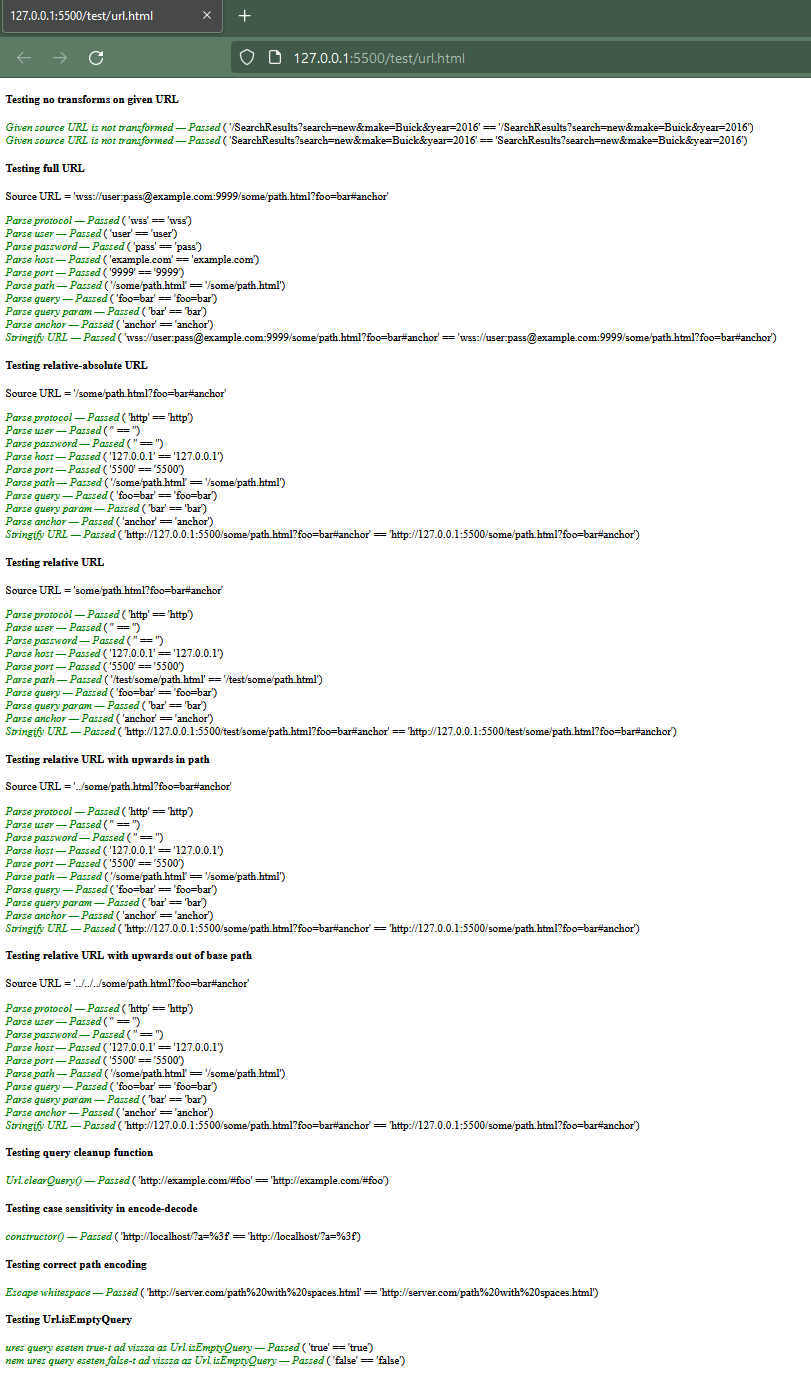 127.0.0.1:5500/test/url.html
127.0.0.1:5500/test/url.html
Testing no transforms on given URL
Given source URL is not transformed — Passed ( '/SearchResults?search=new&make=Buick&year=2016' == '/SearchResults?search=new&make=Buick&year=2016')
Given source URL is not transformed — Passed ( 'SearchResults?search=new&make=Buick&year=2016' == 'SearchResults?search=new&make=Buick&year=2016')
Testing full URL
Source URL = 'wss://user:pass@example.com:9999/some/path.html?foo=bar#anchor'
Parse protocol — Passed ( 'wss' == 'wss')
Parse user — Passed ( 'user' == 'user')
Parse password — Passed ( 'pass' == 'pass')
Parse host — Passed ( 'example.com' == 'example.com')
Parse port — Passed ( '9999' == '9999')
Parse path — Passed ( '/some/path.html' == '/some/path.html')
Parse query — Passed ( 'foo=bar' == 'foo=bar')
Parse query param — Passed ( 'bar' == 'bar')
Parse anchor — Passed ( 'anchor' == 'anchor')
Stringify URL — Passed ( 'wss://user:pass@example.com:9999/some/path.html?foo=bar#anchor' == 'wss://user:pass@example.com:9999/some/path.html?foo=bar#anchor')
Testing relative-absolute URL
Source URL = '/some/path.html?foo=bar#anchor'
Parse protocol — Passed ( 'http' == 'http')
Parse user — Passed ( '' == '')
Parse password — Passed ( '' == '')
Parse host — Passed ( '127.0.0.1' == '127.0.0.1')
Parse port — Passed ( '5500' == '5500')
Parse path — Passed ( '/some/path.html' == '/some/path.html')
Parse query — Passed ( 'foo=bar' == 'foo=bar')
Parse query param — Passed ( 'bar' == 'bar')
Parse anchor — Passed ( 'anchor' == 'anchor')
Stringify URL — Passed ( 'http://127.0.0.1:5500/some/path.html?foo=bar#anchor' == 'http://127.0.0.1:5500/some/path.html?foo=bar#anchor')
Testing relative URL
Source URL = 'some/path.html?foo=bar#anchor'
Parse protocol — Passed ( 'http' == 'http')
Parse user — Passed ( '' == '')
Parse password — Passed ( '' == '')
Parse host — Passed ( '127.0.0.1' == '127.0.0.1')
Parse port — Passed ( '5500' == '5500')
Parse path — Passed ( '/test/some/path.html' == '/test/some/path.html')
Parse query — Passed ( 'foo=bar' == 'foo=bar')
Parse query param — Passed ( 'bar' == 'bar')
Parse anchor — Passed ( 'anchor' == 'anchor')
Stringify URL — Passed ( 'http://127.0.0.1:5500/test/some/path.html?foo=bar#anchor' == 'http://127.0.0.1:5500/test/some/path.html?foo=bar#anchor')
Testing relative URL with upwards in path
Source URL = '../some/path.html?foo=bar#anchor'
Parse protocol — Passed ( 'http' == 'http')
Parse user — Passed ( '' == '')
Parse password — Passed ( '' == '')
Parse host — Passed ( '127.0.0.1' == '127.0.0.1')
Parse port — Passed ( '5500' == '5500')
Parse path — Passed ( '/some/path.html' == '/some/path.html')
Parse query — Passed ( 'foo=bar' == 'foo=bar')
Parse query param — Passed ( 'bar' == 'bar')
Parse anchor — Passed ( 'anchor' == 'anchor')
Stringify URL — Passed ( 'http://127.0.0.1:5500/some/path.html?foo=bar#anchor' == 'http://127.0.0.1:5500/some/path.html?foo=bar#anchor')
Testing relative URL with upwards out of base path
Source URL = '../../../some/path.html?foo=bar#anchor'
Parse protocol — Passed ( 'http' == 'http')
Parse user — Passed ( '' == '')
Parse password — Passed ( '' == '')
Parse host — Passed ( '127.0.0.1' == '127.0.0.1')
Parse port — Passed ( '5500' == '5500')
Parse path — Passed ( '/some/path.html' == '/some/path.html')
Parse query — Passed ( 'foo=bar' == 'foo=bar')
Parse query param — Passed ( 'bar' == 'bar')
Parse anchor — Passed ( 'anchor' == 'anchor')
Stringify URL — Passed ( 'http://127.0.0.1:5500/some/path.html?foo=bar#anchor' == 'http://127.0.0.1:5500/some/path.html?foo=bar#anchor')
Testing query cleanup function
Url.clearQuery() — Passed ( 'http://example.com/#foo' == 'http://example.com/#foo')
Testing case sensitivity in encode-decode
constructor() — Passed ( 'http://localhost/?a=%3f' == 'http://localhost/?a=%3f')
Testing correct path encoding
Escape whitespace — Passed ( 'http://server.com/path%20with%20spaces.html' == 'http://server.com/path%20with%20spaces.html')
Testing Url.isEmptyQuery
ures query eseten true-t ad vissza az Url.isEmptyQuery — Passed ( 'true' == 'true')
nem ures query eseten false-t ad vissza az Url.isEmptyQuery — Passed ( 'false' == 'false')